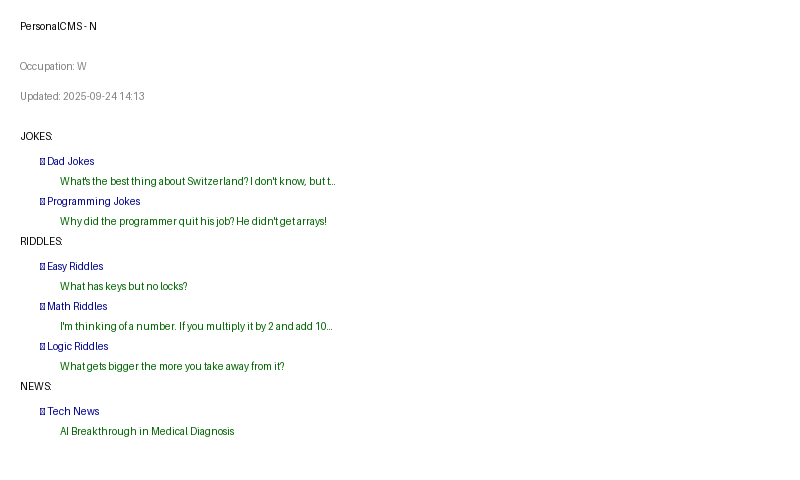 PersonalCMS - N
Occupation: W
Updated: 2025-09-24 14:13
JOKES:
Dad Jokes
What's the best thing about Switzerland? I don't know, but t...
Programming Jokes
Why did the programmer quit his job? He didn't get arrays!
RIDDLES:
Easy Riddles
What has keys but no locks?
Math Riddles
I'm thinking of a number. If you multiply it by 2 and add 10...
Logic Riddles
What gets bigger the more you take away from it?
NEWS:
Tech News
AI Breakthrough in Medical Diagnosis